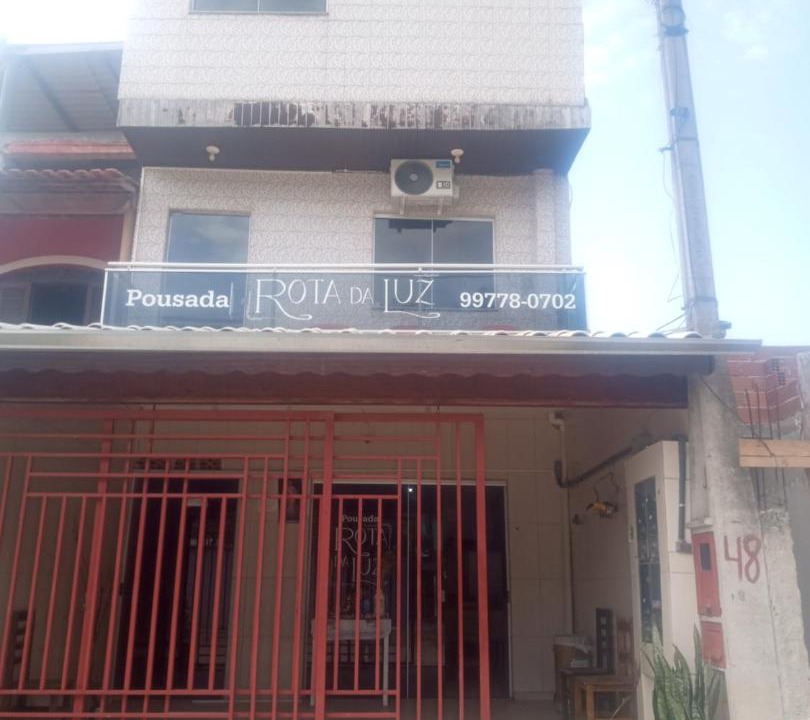 Pousada ROTA DA LUZ 99778-0702
Pousada
ROTA
DA LUZ
48